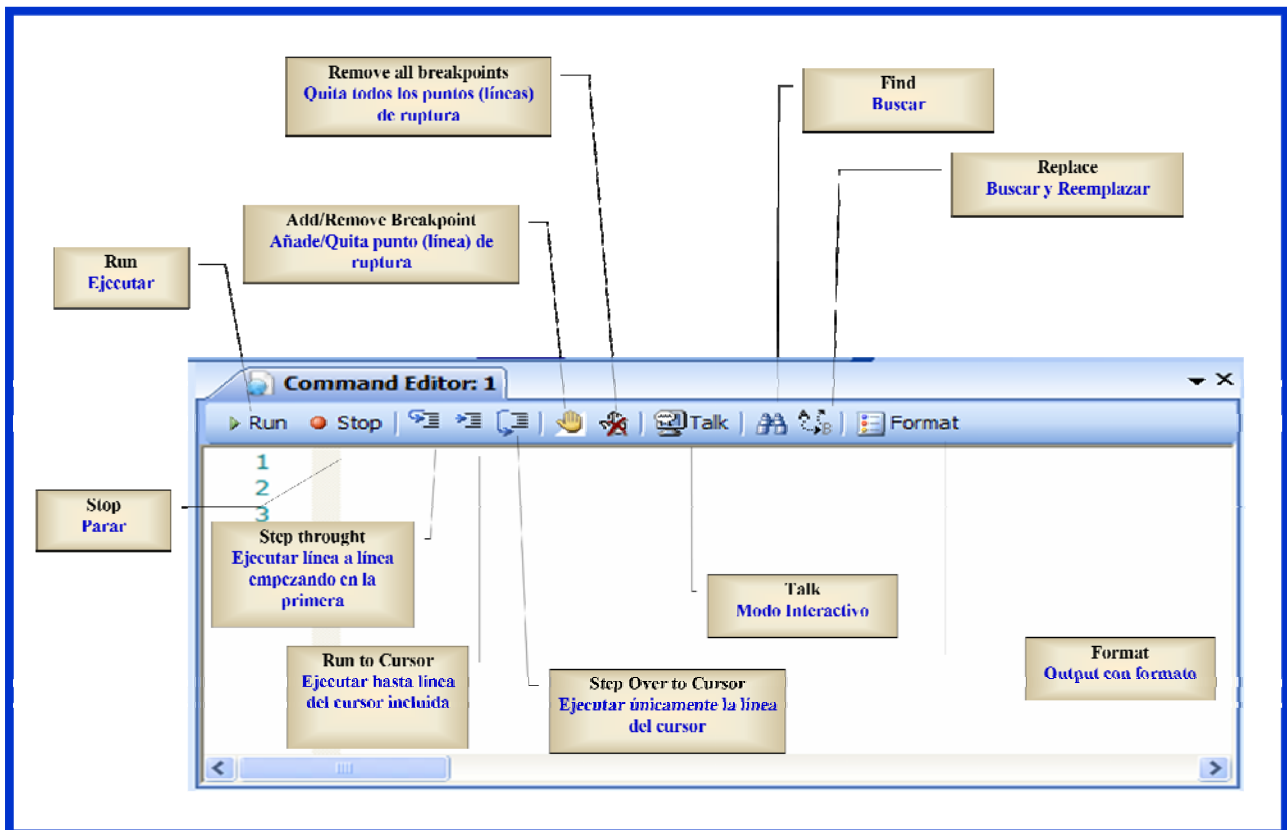 Remove all breakpoints
Quita todos los puntos (líneas)
de ruptura
Find
Buscar
Replace
Buscar y Reemplazar
Add/Remove Breakpoint
Añade/Quita punto (línea) de
ruptura
Run
Ejecutar
Command Editor: 1
Run Stop Talk Format
1
2
3
Stop
Parar
Step throught
Ejecutar línea a línea
empezando en la
primera
Talk
Modo Interactivo
Run to Cursor
Ejecutar hasta línea
del cursor incluida
Step Over to Cursor
Ejecutar únicamente la línea
del cursor
Format
Output con formato